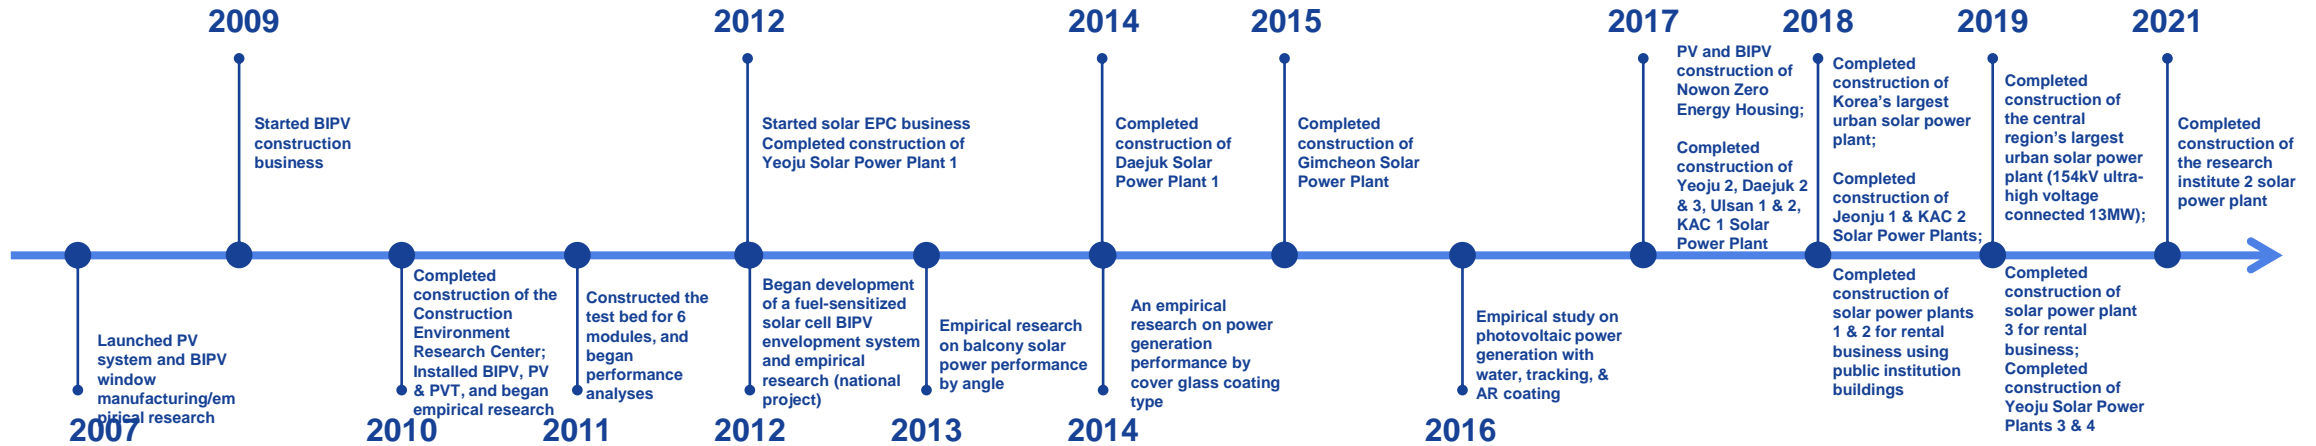 2009
2012
2014
2015
2017
2018
2019
2021
Started BIPV
construction
business
Started solar EPC business
Completed construction of
Yeoju Solar Power Plant 1
Completed
construction of
Daejuk Solar
Power Plant 1
Completed
construction of
Gimcheon Solar
Power Plant
PV and BIPV
construction of
Nowon Zero
Energy Housing;
Completed
construction of
Yeoju 2, Daejuk 2
& 3, Ulsan 1 & 2,
KAC 1 Solar
Power Plant
Completed
construction of
Korea's largest
urban solar power
plant;
Completed
construction of
Jeonju 1 & KAC 2
Solar Power Plants;
Completed
construction of
the central
region's largest
urban solar power
plant (154kV ultra-
high voltage
connected 13MW);
Completed
construction of
the research
institute 2 solar
power plant
Launched PV
system and BIPV
window
manufacturing/em
pirical research
Completed
construction of the
Construction
Environment
Research Center;
Installed BIPV, PV
& PVT, and began
empirical research
Constructed the
test bed for 6
modules, and
began
performance
analyses
Began development
of a fuel-sensitized
solar cell BIPV
envelopment system
and empirical
research (national
project)
Empirical research
on balcony solar
power performance
by angle
An empirical
research on power
generation
performance by
cover glass coating
type
Empirical study on
photovoltaic power
generation with
water, tracking, &
AR coating
Completed
construction of
solar power plants
1 & 2 for rental
business using
public institution
buildings
Completed
construction of
solar power plant
3 for rental
business;
Completed
construction of
Yeoju Solar Power
Plants 3 & 4
2007
2010
2011
2012
2013
2014
2016